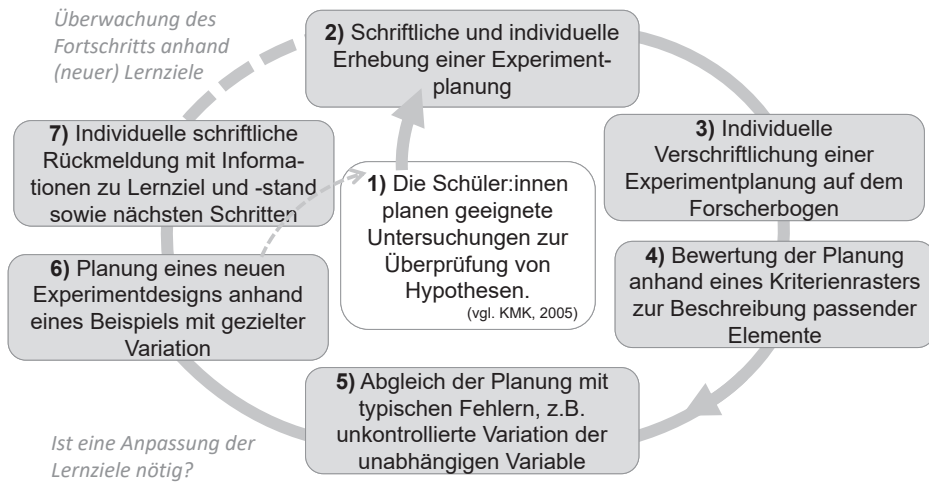 Überwachung des
Fortschritts anhand
(neuer) Lernziele
2) Schriftliche und individuelle
Erhebung einer Experiment-
planung
3) Individuelle
Verschriftlichung einer
Experimentplanung auf dem
Forscherbogen
7) Individuelle schriftliche
Rückmeldung mit Informa-
tionen zu Lernziel und -stand
sowie nächsten Schritten
1) Die Schüler:innen
planen geeignete
Untersuchungen zur
Überprüfung von
Hypothesen.
(vgl. KMK, 2005)
4) Bewertung der Planung
anhand eines Kriterienrasters
zur Beschreibung passender
Elemente
6) Planung eines neuen
Experimentdesigns anhand
eines Beispiels mit gezielter
Variation
5) Abgleich der Planung mit
typischen Fehlern, z.B.
unkontrollierte Variation der
unabhängigen Variable
Ist eine Anpassung der
Lernziele nötig?